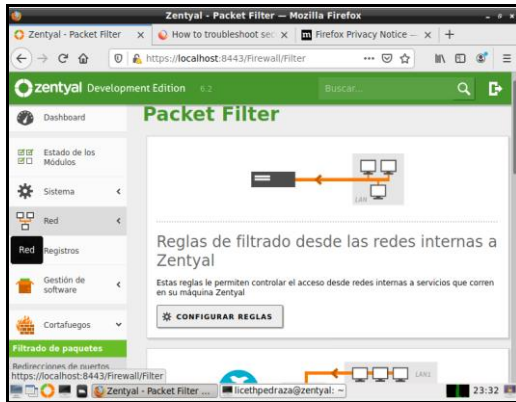 Zentyal - Packet Filter — Mozilla Firefox
Zentyal - Packet Filter
How to troubleshoot sec
Firefox Privacy Notice —
https://localhost:8443/Firewall/Filter
zentyal Development Edition 6.2
Buscar...
Dashboard
Estado de los
Módulos
Sistema
Red
Red
Registros
Gestión de
software
Cortafuegos
Filtrado de paquetes
Redirecciones de puertos
https://localhost:8443/Firewall/Filter
Packet Filter
LAN
Reglas de filtrado desde las redes internas a
Zentyal
Estas reglas le permiten controlar el acceso desde redes internas a servicios que corren
en su máquina Zentyal
CONFIGURAR REGLAS
LAN1
Zentyal - Packet Filter ...
licethpedraza@zentyal: ~
23:32